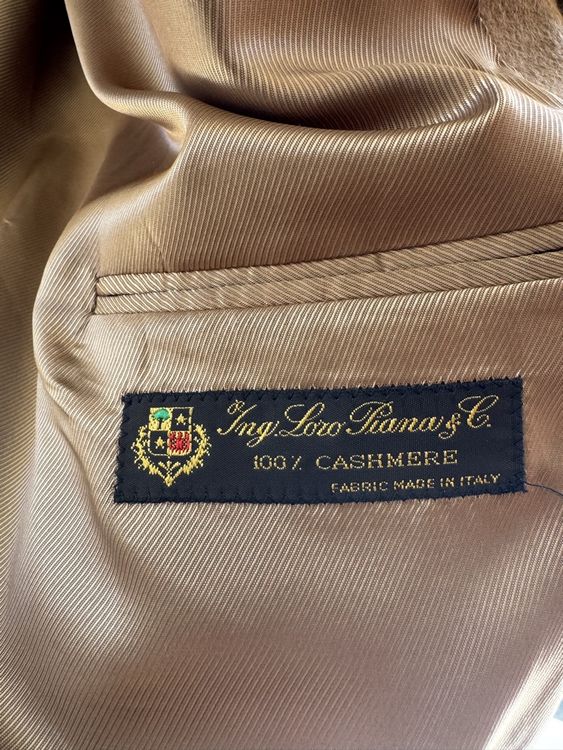 Ing. Loro Piana & C.
100% CASHMERE
FABRIC MADE IN ITALY